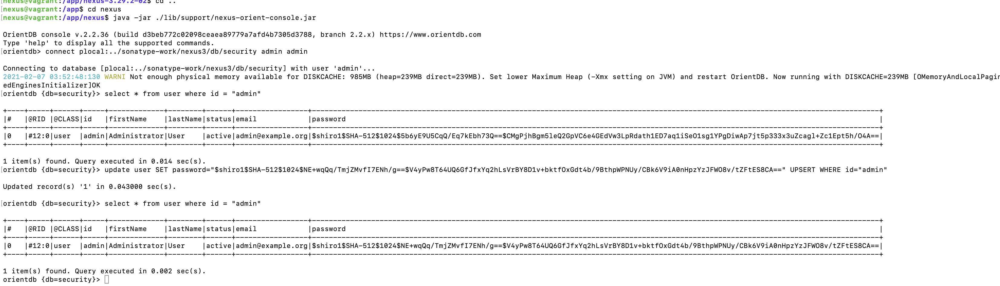 [nexus@vagrant:/app/nexus-3.29.2-02$ cd ..
[nexus@vagrant:/app$ cd nexus
[nexus@vagrant:/app/nexus$ java -jar ./lib/support/nexus-orient-console.jar
OrientDB console v.2.2.36 (build d3beb772c02098ceaea89779a7afd4b7305d3788, branch 2.2.x) https://www.orientdb.com
Type 'help' to display all the supported commands.
[orientdb> connect plocal:../sonatype-work/nexus3/db/security admin admin
Connecting to database [plocal:../sonatype-work/nexus3/db/security] with user 'admin'...
2021-02-07 03:52:48:130 WARNI Not enough physical memory available for DISKCACHE: 985MB (heap=239MB direct=239MB). Set lower Maximum Heap (-Xmx setting on JVM) and restart OrientDB. Now running with DISKCACHE=239MB [OMemoryAndLocalPagin
edEnginesInitializer]OK
[orientdb {db=security}> select * from user where id = "admin"
+----+-----+------+-----+-------------+--------+------+-----------------+---------------------------------------------------------------------------------------------------------------------------------------+
|#   |@RID |@CLASS|id   |firstName    |lastName|status|email            |password                                                                                                                               |
+----+-----+------+-----+-------------+--------+------+-----------------+---------------------------------------------------------------------------------------------------------------------------------------+
|0   |#12:0|user  |admin|Administrator|User    |active|admin@example.org|$shiro1$SHA-512$1024$5b6yE9U5CqQ/Eq7kEbh73Q==$CMgPjhBgm5leQ2GpVC6e4GEdVw3LpRdath1ED7aq1iSeO1sg1YPgDiwAp7jt5p333x3uZcagl+Zc1Ept5h/O4A==|
+----+-----+------+-----+-------------+--------+------+-----------------+---------------------------------------------------------------------------------------------------------------------------------------+
1 item(s) found. Query executed in 0.014 sec(s).
[orientdb {db=security}> update user SET password="$shiro1$SHA-512$1024$NE+wqQq/TmjZMvfI7ENh/g==$V4yPw8T64UQ6GfJfxYq2hLsVrBY8D1v+bktfOxGdt4b/9BthpWPNUy/CBk6V9iA0nHpzYzJFWO8v/tZFtES8CA==" UPSERT WHERE id="admin"
Updated record(s) '1' in 0.043000 sec(s).
[orientdb {db=security}> select * from user where id = "admin"
+----+-----+------+-----+-------------+--------+------+-----------------+---------------------------------------------------------------------------------------------------------------------------------------+
|#   |@RID |@CLASS|id   |firstName    |lastName|status|email            |password                                                                                                                               |
+----+-----+------+-----+-------------+--------+------+-----------------+---------------------------------------------------------------------------------------------------------------------------------------+
|0   |#12:0|user  |admin|Administrator|User    |active|admin@example.org|$shiro1$SHA-512$1024$NE+wqQq/TmjZMvfI7ENh/g==$V4yPw8T64UQ6GfJfxYq2hLsVrBY8D1v+bktfOxGdt4b/9BthpWPNUy/CBk6V9iA0nHpzYzJFWO8v/tZFtES8CA==|
+----+-----+------+-----+-------------+--------+------+-----------------+---------------------------------------------------------------------------------------------------------------------------------------+
1 item(s) found. Query executed in 0.002 sec(s).
orientdb {db=security}>